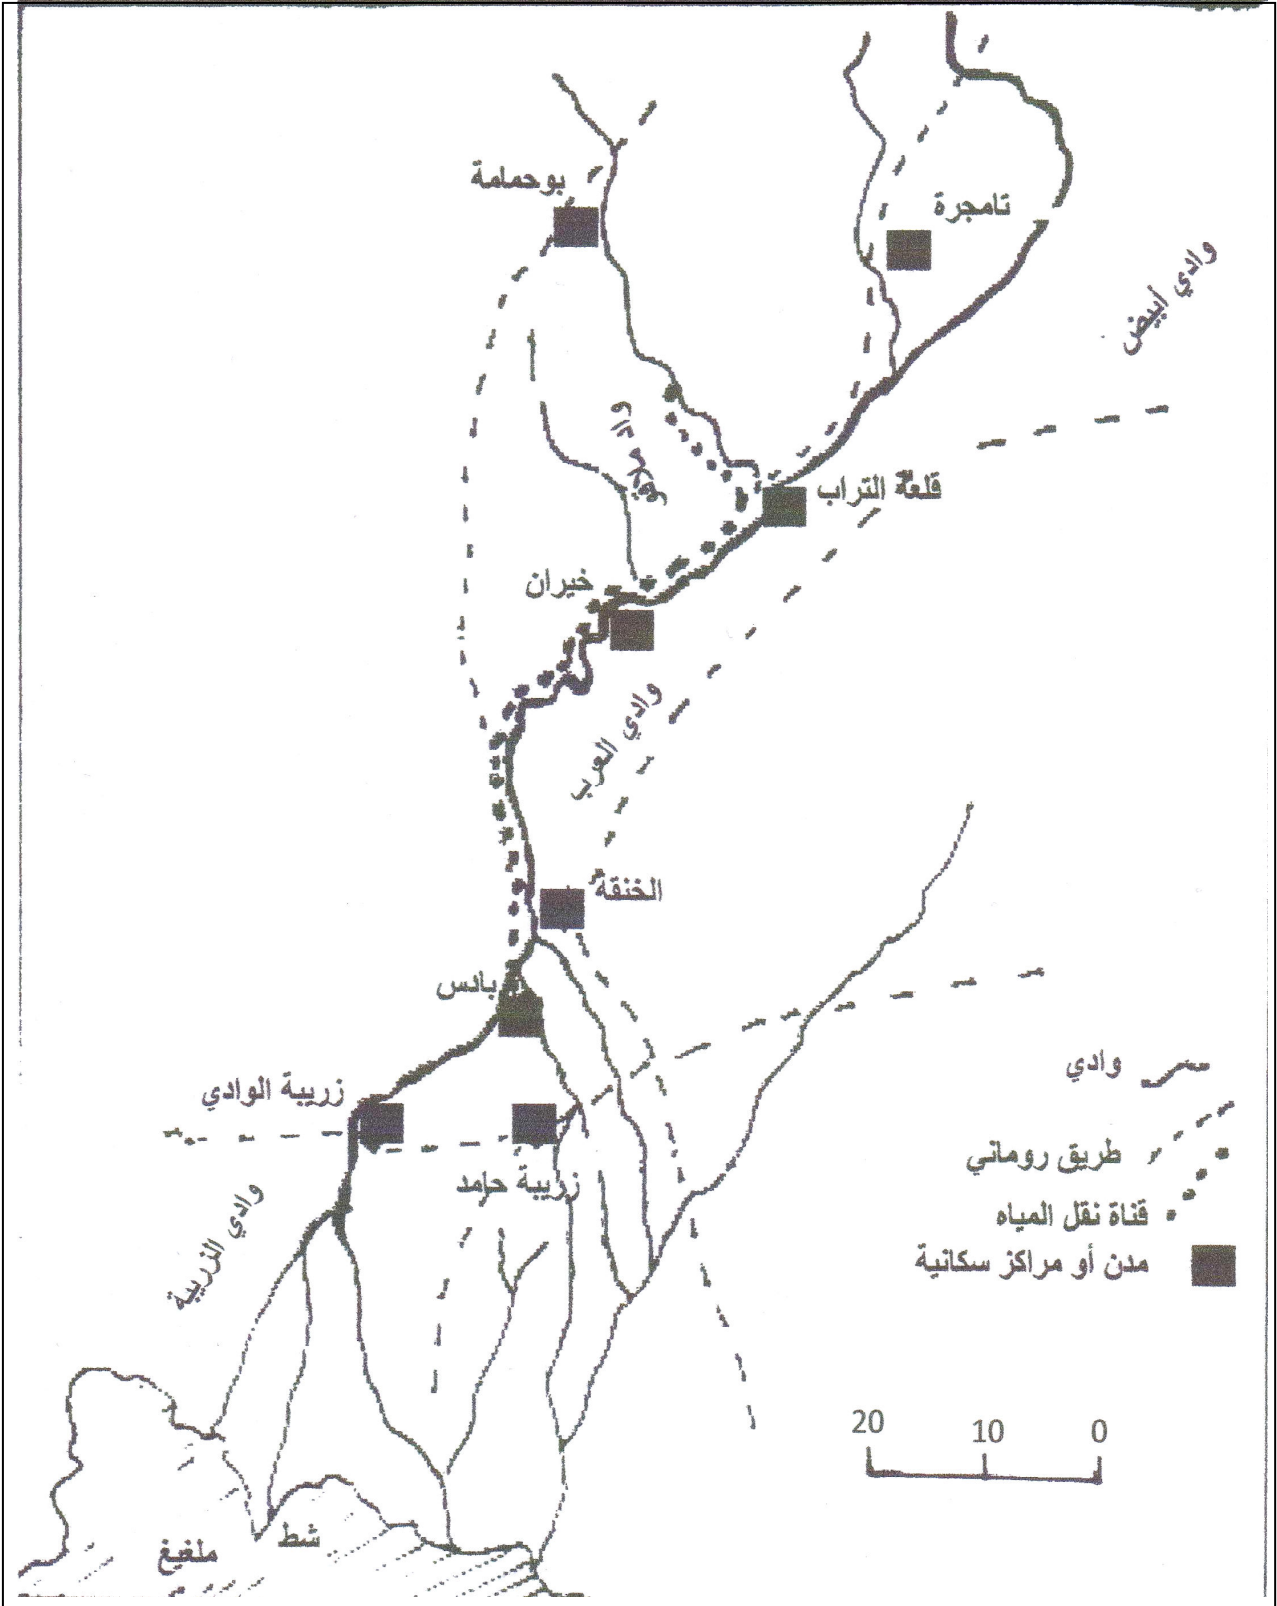 بوحمامة
تامجرة
وادي أبيض
قلعة التراب
خيران
وادي العرب
الخنقة
بادس
زريبة الوادي
زريبة حامد
وادي الزريبة
شط
ملغيغ
وادي
طريق روماني
قناة نقل المياه
مدن أو مراكز سكانية
20 10 0